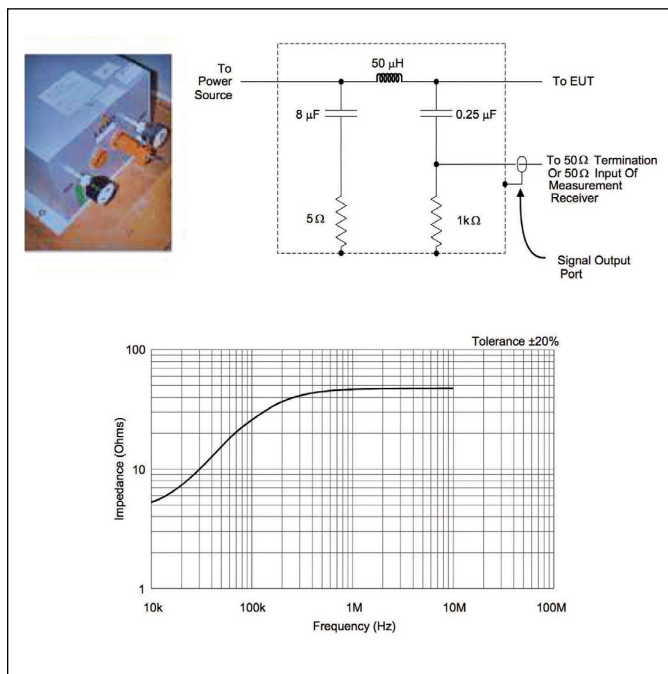 To
Power
Source
50 μH
To EUT
8 μF
0.25 μF
To 50Ω Termination
Or 50Ω Input Of
Measurement
Receiver
5Ω
1kΩ
Signal Output
Port
Tolerance ±20%
100
10
1
Impedance (Ohms)
10k
100k
1M
10M
100M
Frequency (Hz)